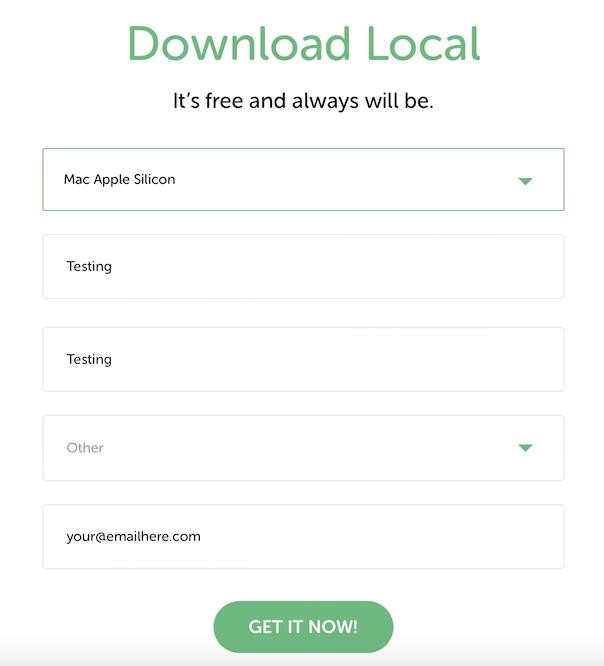 Download Local
It's free and always will be.
Mac Apple Silicon
Testing
Testing
Other
your@emailhere.com
GET IT NOW!